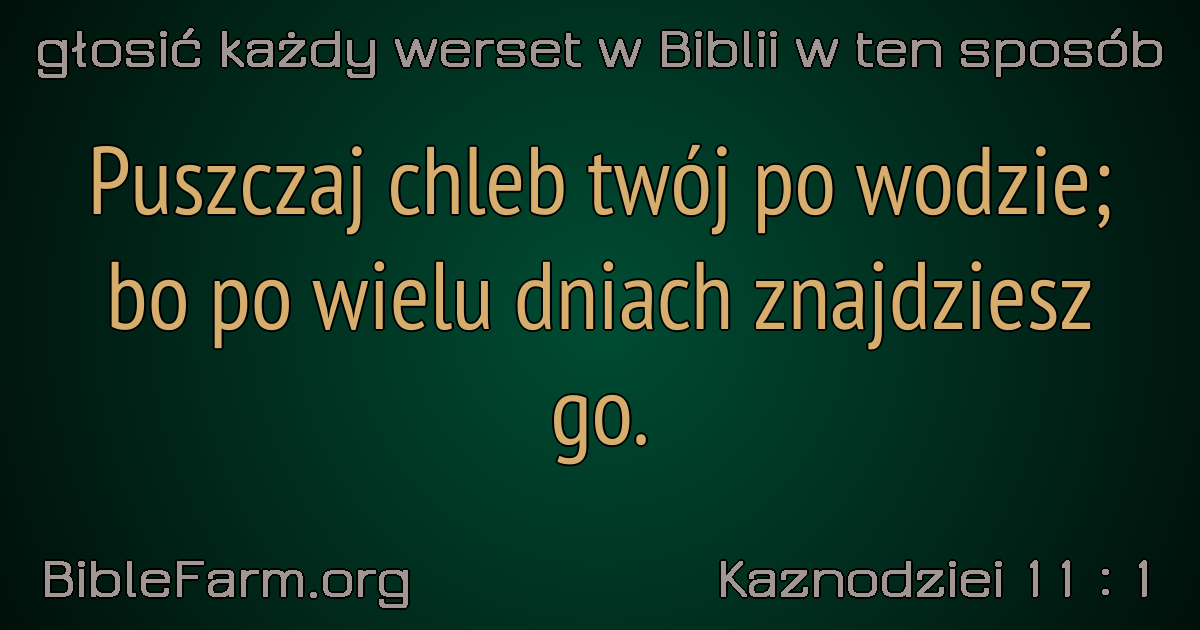 głosić każdy werset w Biblii w ten sposób
Puszczaj chleb twój po wodzie;
bo po wielu dniach znajdziesz
go.
BibleFarm.org
Kaznodziei 11 : 1